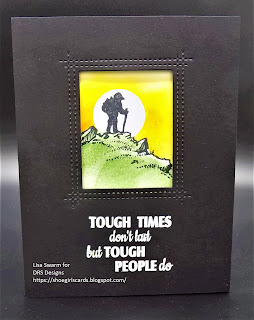 TOUGH TIMES
don't last
but TOUGH
PEOPLE do
Lisa Swarm for
DRS Designs
https://shoegirlscards.blogspot.com/